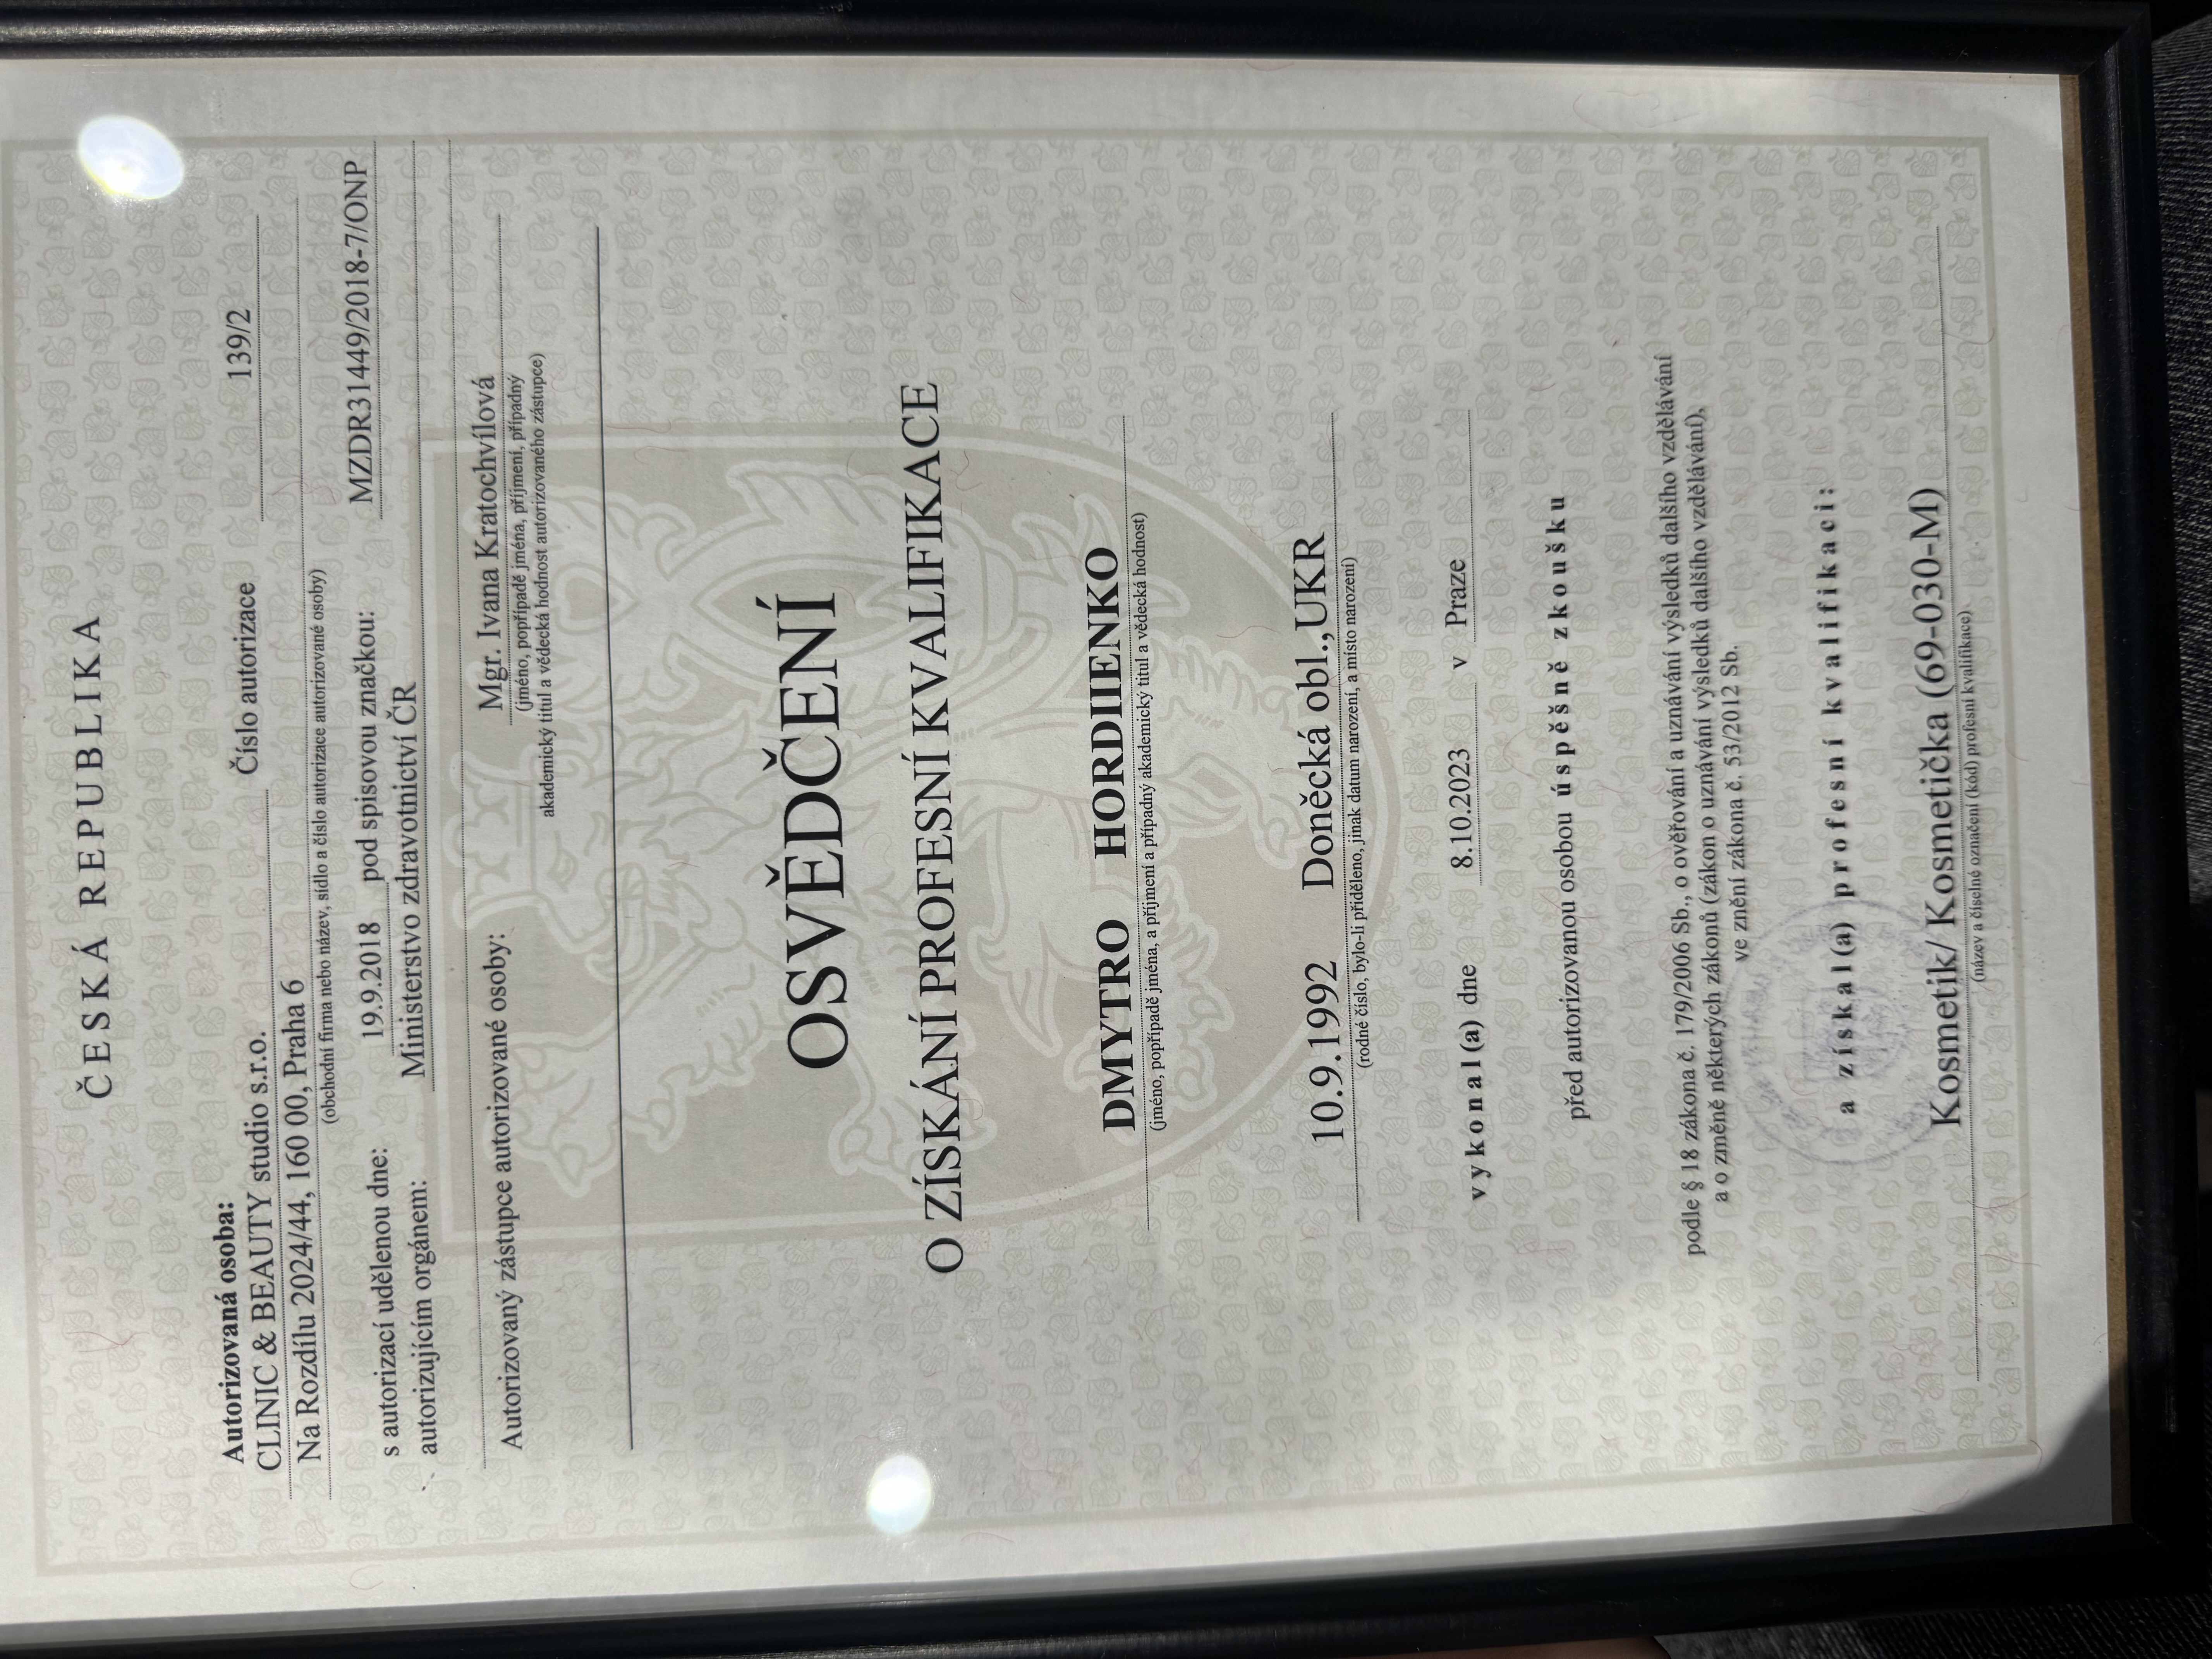 ČESKÁ REPUBLIKA
Autorizovaná osoba:
CLINIC & BEAUTY studio s.r.o. Číslo autorizace 139/2
Na Rozdílu 2024/44, 160 00, Praha 6
(obchodní firma nebo název, sídlo a číslo autorizace autorizované osoby)
s autorizací udělenou dne: 19.9.2018 pod spisovou značkou: MZDR31449/2018-7/ONP
autorizujícím orgánem: Ministerstvo zdravotnictví ČR
Autorizovaný zástupce autorizované osoby: Mgr. Ivana Kratochvílová
(jméno, popřípadě jména, příjmení, případný
akademický titul a vědecká hodnost autorizovaného zástupce)
OSVĚDČENÍ
O ZÍSKÁNÍ PROFESNÍ KVALIFIKACE
DMYTRO HORDIIENKO
(jméno, popřípadě jména, a příjmení a případný akademický titul a vědecká hodnost)
10.9.1992 Doněcká obl.,UKR
(rodné číslo, bylo-li přiděleno, jinak datum narození, a místo narození)
vykonal(a) dne 8.10.2023 v Praze
před autorizovanou osobou úspěšně zkoušku
podle § 18 zákona č. 179/2006 Sb., o ověřování a uznávání výsledků dalšího vzdělávání
a o změně některých zákonů (zákon o uznávání výsledků dalšího vzdělávání),
ve znění zákona č. 53/2012 Sb.
a získal(a) profesní kvalifikaci:
Kosmetik/ Kosmetička (69-030-M)
(název a číselné označení (kód) profesní kvalifikace)